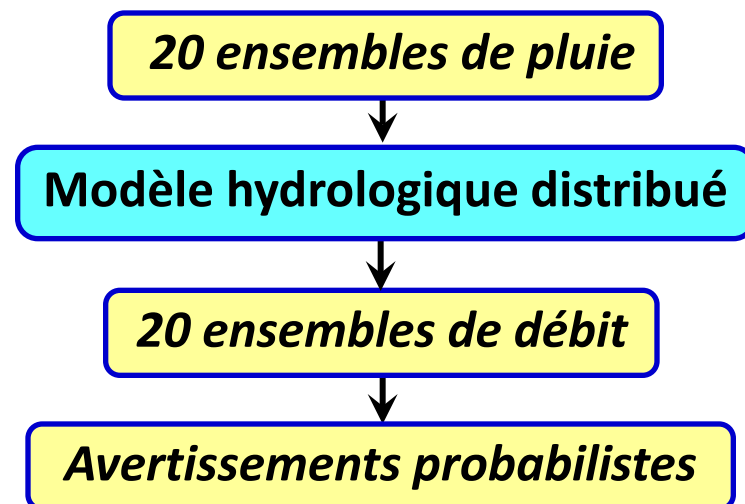 20 ensembles de pluie
Modèle hydrologique distribué
20 ensembles de débit
Avertissements probabilistes